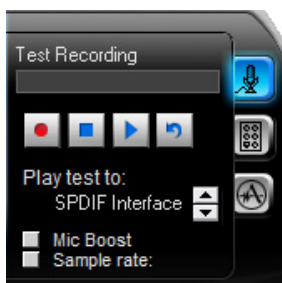 Test Recording
Play test to:
SPDIF Interface
Mic Boost
Sample rate: